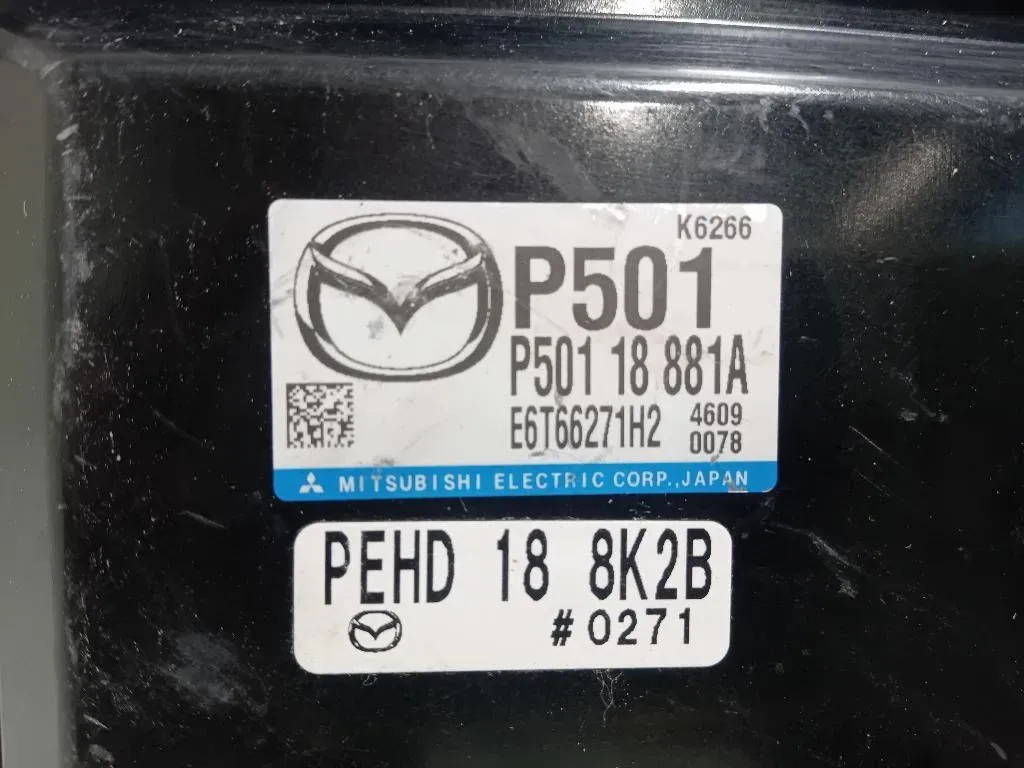 K6266
P501
P501 18 881A
E6T66271H2 4609
0078
MITSUBISHI ELECTRIC CORP., JAPAN
PEHD 18 8K2B
#0271